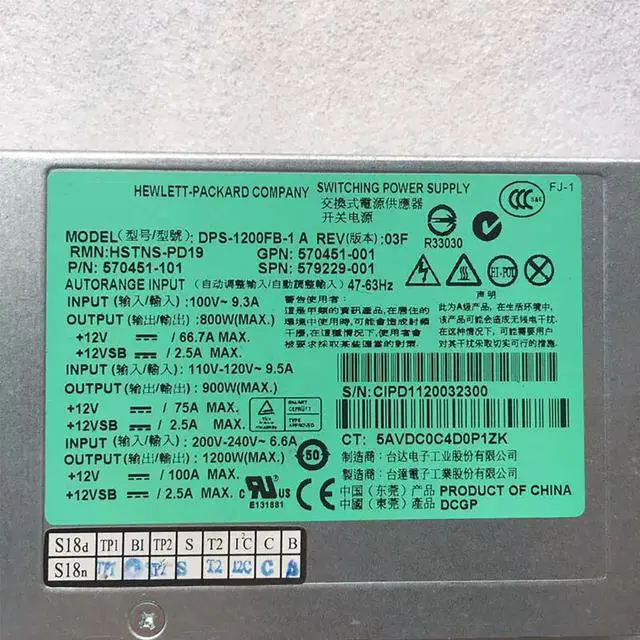 HEWLETT-PACKARD COMPANY SWITCHING POWER SUPPLY
交換式電源供應器
开关电源
CCC
FJ-1
R33030
MODEL(型号/型號): DPS-1200FB-1 A REV(版本):03F
RMN:HSTNS-PD19 GPN: 570451-001
P/N: 570451-101 SPN: 579229-001
AUTORANGE INPUT (自动调整输入/自動調整輸入) 47-63Hz
HI-POT
INPUT (输入/輸入):100V~ 9.3A
OUTPUT (输出/輸出):800W(MAX.)
+12V / 66.7A MAX.
+12VSB / 2.5A MAX.
INPUT (输入/輸入): 110V-120V~ 9.5A
OUTPUT (输出/輸出): 900W(MAX.)
+12V / 75A MAX.
+12VSB / 2.5A MAX.
INPUT (输入/輸入): 200V-240V~ 6.6A
OUTPUT (输出/輸出): 1200W(MAX.)
+12V / 100A MAX.
+12VSB / 2.5A MAX.
警告使用者:
這是甲類的資訊產品，在居住的
環境中使用時,可能會造成射頻
干擾,在這種情況下,使用者會
被要求採取某些適當的對策
声明
此为A级产品，在生活环境中，
该产品可能会造成无线电干扰.
在这种情况下，可能需要用户
对其干扰采取切实可行的措施.
S/N:CIPD1120032300
CT: 5AVDC0C4D0P1ZK
50
c UL US
E131881
CE
制造商：台达电子工业股份有限公司
製造商：台達電子工業股份有限公司
中国（东莞）产品 PRODUCT OF CHINA
中國（東莞）產品 DCGP
S18d TP1 B1 TP2 S T2 I²C C B
S18n TP1 TP2 S T2 I2C C